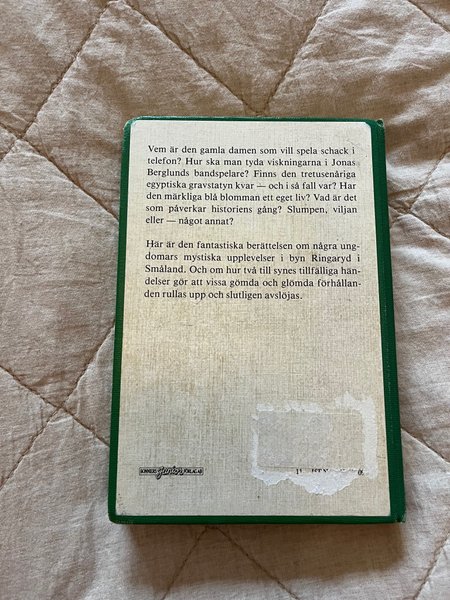 Vem är den gamla damen som vill spela schack i
telefon? Hur ska man tyda viskningarna i Jonas
Berglunds bandspelare? Finns den tretusenåriga
egyptiska gravstatyn kvar — och i så fall var? Har
den märkliga blå blomman ett eget liv? Vad är det
som påverkar historiens gång? Slumpen, viljan
eller — något annat?
Här är den fantastiska berättelsen om några ung-
domars mystiska upplevelser i byn Ringaryd i
Småland. Och om hur två till synes tillfälliga hän-
delser gör att vissa gömda och glömda förhållan-
den rullas upp och slutligen avslöjas.
BONNIERS Junior FÖRLAG AB